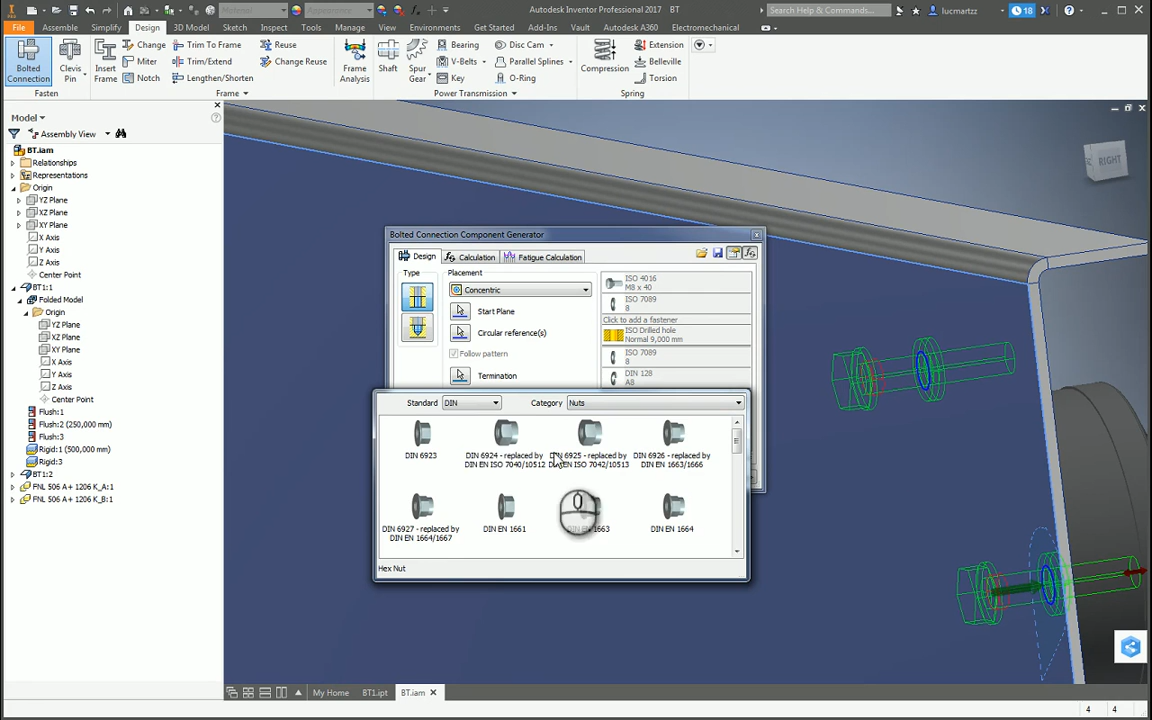 Autodesk Inventor Professional 2017 BT
Search Help & Commands...
lucmartzz
18
File Assemble Simplify Design 3D Model Sketch Inspect Tools Manage View Environments Get Started Add-Ins Vault Autodesk A360 Electromechanical
Bolted Connection
Clevis Pin
Insert Frame
Change
Miter
Notch
Trim To Frame
Trim/Extend
Lengthen/Shorten
Reuse
Change Reuse
Frame Analysis
Shaft
Spur Gear
Bearing
V-Belts
Key
Disc Cam
Parallel Splines
O-Ring
Compression
Extension
Belleville
Torsion
Fasten Frame Power Transmission Spring
Model
Assembly View
BT.iam
Relationships
Representations
Origin
YZ Plane
XZ Plane
XY Plane
X Axis
Y Axis
Z Axis
Center Point
BT1:1
Folded Model
Origin
YZ Plane
XZ Plane
XY Plane
X Axis
Y Axis
Z Axis
Center Point
Flush:1
Flush:2 (250,000 mm)
Flush:3
Rigid:1 (500,000 mm)
Rigid:3
BT1:2
FNL 506 A+ 1206 K_A:1
FNL 506 A+ 1206 K_B:1
RIGHT
Bolted Connection Component Generator
Design Calculation Fatigue Calculation
Type
Placement
Concentric
Start Plane
Circular reference(s)
Follow pattern
Termination
ISO 4016
M8 x 40
ISO 7089
8
Click to add a fastener
ISO Drilled hole
Normal 9,000 mm
ISO 7089
8
DIN 128
A8
Standard DIN Category Nuts
DIN 6923
DIN 6924 - replaced by
DIN EN ISO 7040/10512
DIN 6925 - replaced by
DIN EN ISO 7042/10513
DIN 6926 - replaced by
DIN EN 1663/1666
DIN 6927 - replaced by
DIN EN 1664/1667
DIN EN 1661
DIN EN 1663
DIN EN 1664
Hex Nut
My Home BT1.ipt BT.iam
4 4